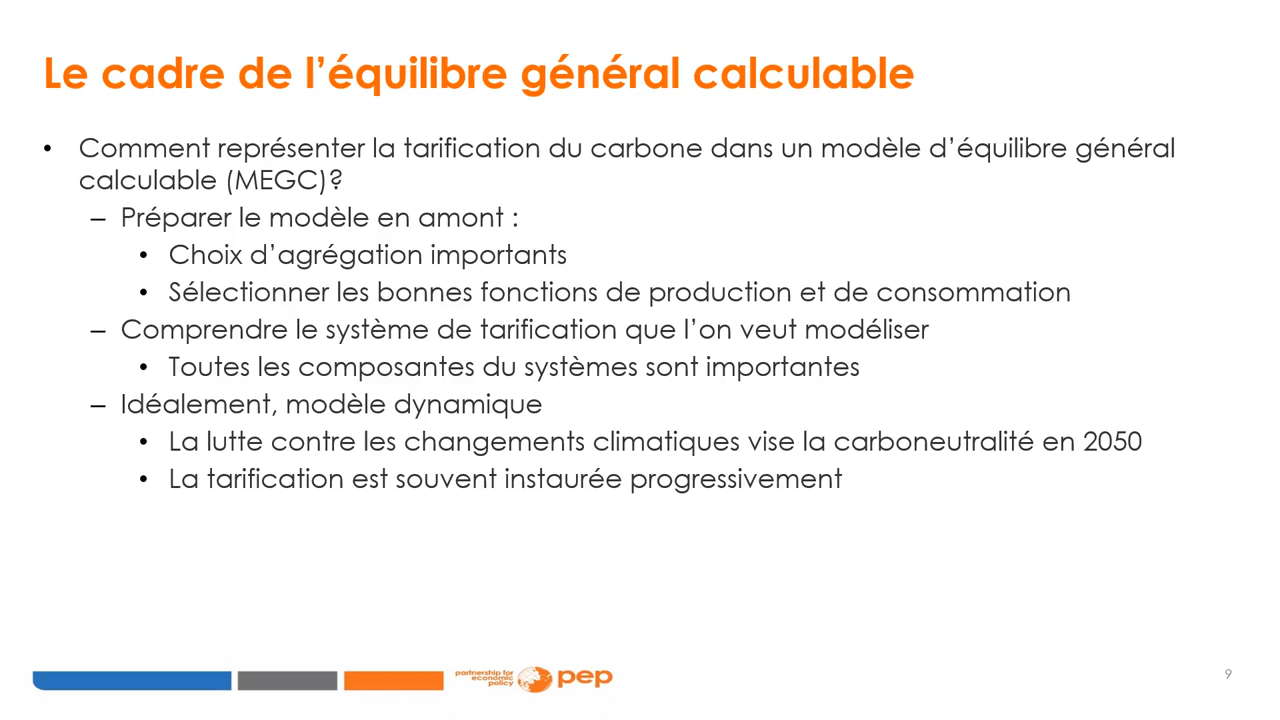 Le cadre de l’équilibre général calculable
• Comment représenter la tarification du carbone dans un modèle d’équilibre général
calculable (MEGC)?
– Préparer le modèle en amont :
• Choix d’agrégation importants
• Sélectionner les bonnes fonctions de production et de consommation
– Comprendre le système de tarification que l’on veut modéliser
• Toutes les composantes du systèmes sont importantes
– Idéalement, modèle dynamique
• La lutte contre les changements climatiques vise la carboneutralité en 2050
• La tarification est souvent instaurée progressivement
partnership for
economic
policy
pep
9